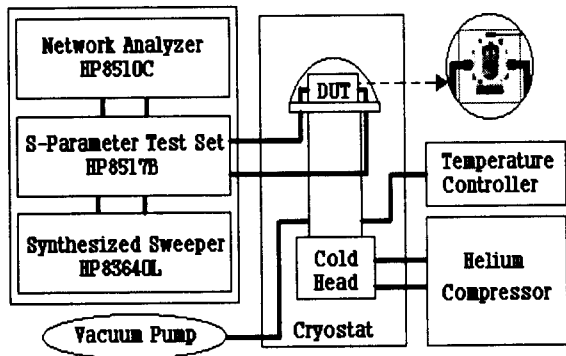 Network Analyzer
HP8510C
S-Parameter Test Set
HP8517B
Synthesized Sweeper
HP83640L
Vacuum Pump
DUT
Cold
Head
Cryostat
Temperature
Controller
Helium
Compressor